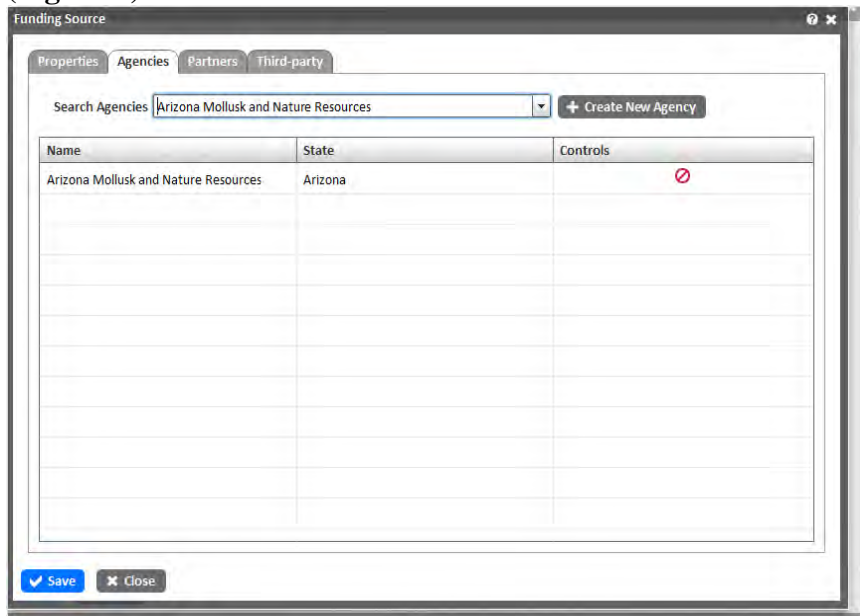 Funding Source
Properties Agencies Partners Third-party
Search Agencies Arizona Mollusk and Nature Resources + Create New Agency
Name State Controls
Arizona Mollusk and Nature Resources Arizona
Save Close